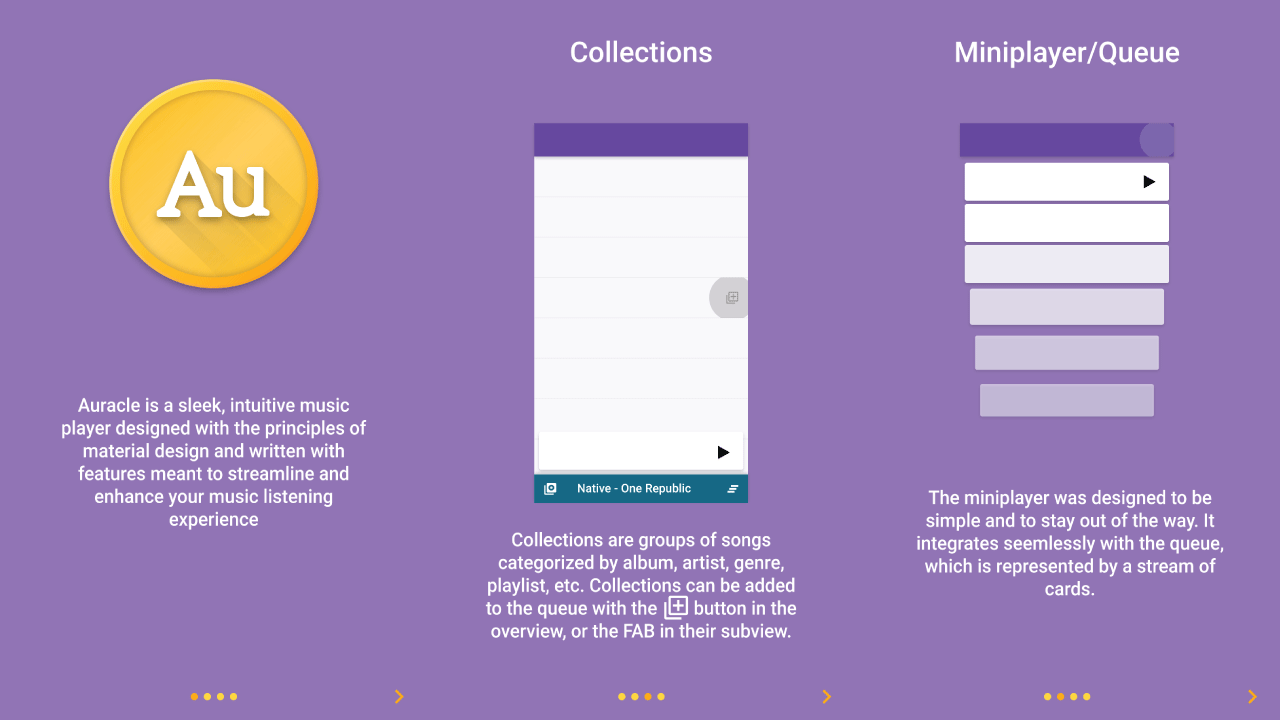 Au
Auracle is a sleek, intuitive music
player designed with the principles of
material design and written with
features meant to streamline and
enhance your music listening
experience
Collections
Native - One Republic
Collections are groups of songs
categorized by album, artist, genre,
playlist, etc. Collections can be added
to the queue with the button in the
overview, or the FAB in their subview.
Miniplayer/Queue
The miniplayer was designed to be
simple and to stay out of the way. It
integrates seemlessly with the queue,
which is represented by a stream of
cards.